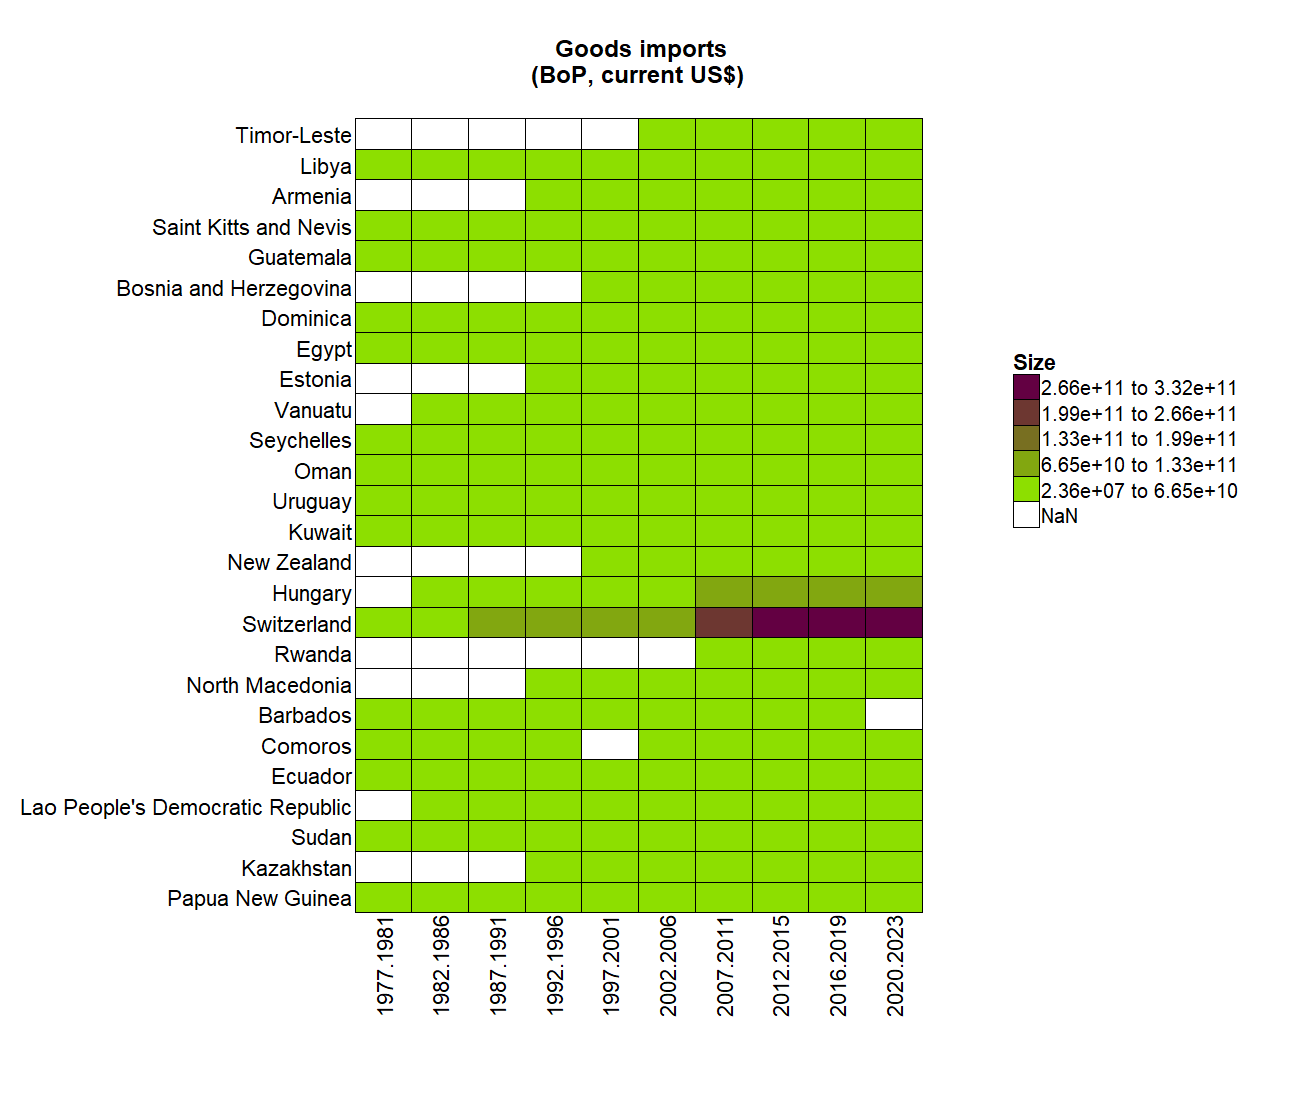 Goods imports
(BoP, current US$)
Timor-Leste
Libya
Armenia
Saint Kitts and Nevis
Guatemala
Bosnia and Herzegovina
Dominica
Egypt
Estonia
Vanuatu
Seychelles
Oman
Uruguay
Kuwait
New Zealand
Hungary
Switzerland
Rwanda
North Macedonia
Barbados
Comoros
Ecuador
Lao People's Democratic Republic
Sudan
Kazakhstan
Papua New Guinea
1977.1981
1982.1986
1987.1991
1992.1996
1997.2001
2002.2006
2007.2011
2012.2015
2016.2019
2020.2023
Size
2.66e+11 to 3.32e+11
1.99e+11 to 2.66e+11
1.33e+11 to 1.99e+11
6.65e+10 to 1.33e+11
2.36e+07 to 6.65e+10
NaN